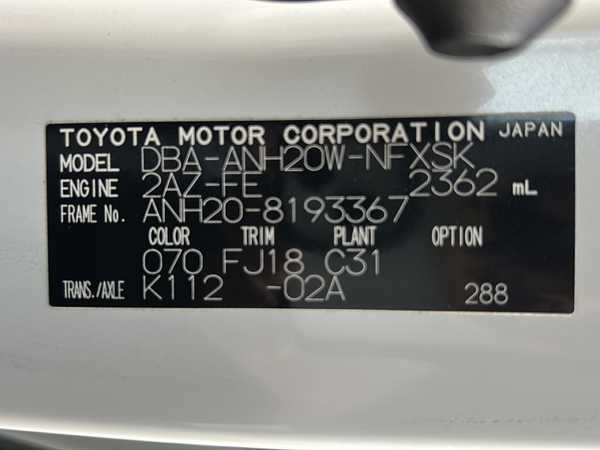 TOYOTA MOTOR CORPORATION JAPAN
MODEL DBA-ANH20W-NFXSK
ENGINE 2AZ-FE 2362 mL
FRAME No. ANH20-8193367
COLOR TRIM PLANT OPTION
070 FJ18 C31
TRANS./AXLE K112 -02A 288